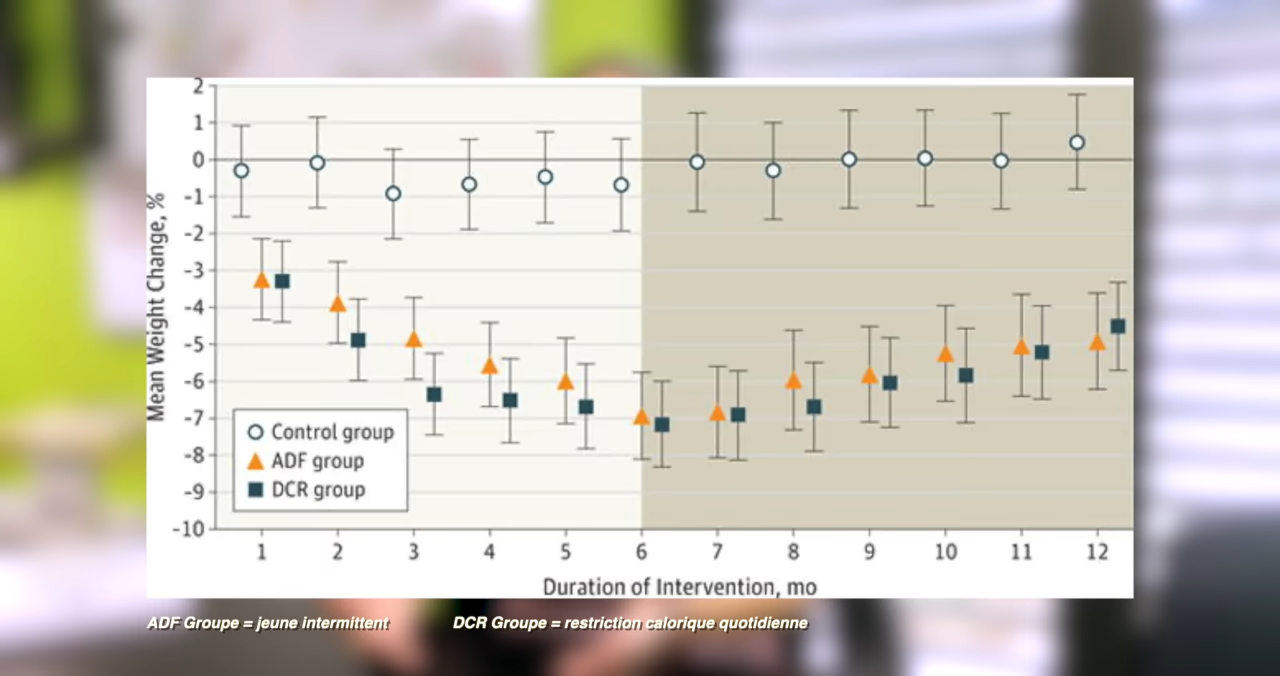 2
1
0
-1
-2
-3
-4
-5
-6
-7
-8
-9
-10
Mean Weight Change, %
Control group
ADF group
DCR group
1 2 3 4 5 6 7 8 9 10 11 12
Duration of Intervention, mo
ADF Groupe = jeune intermittent
DCR Groupe = restriction calorique quotidienne